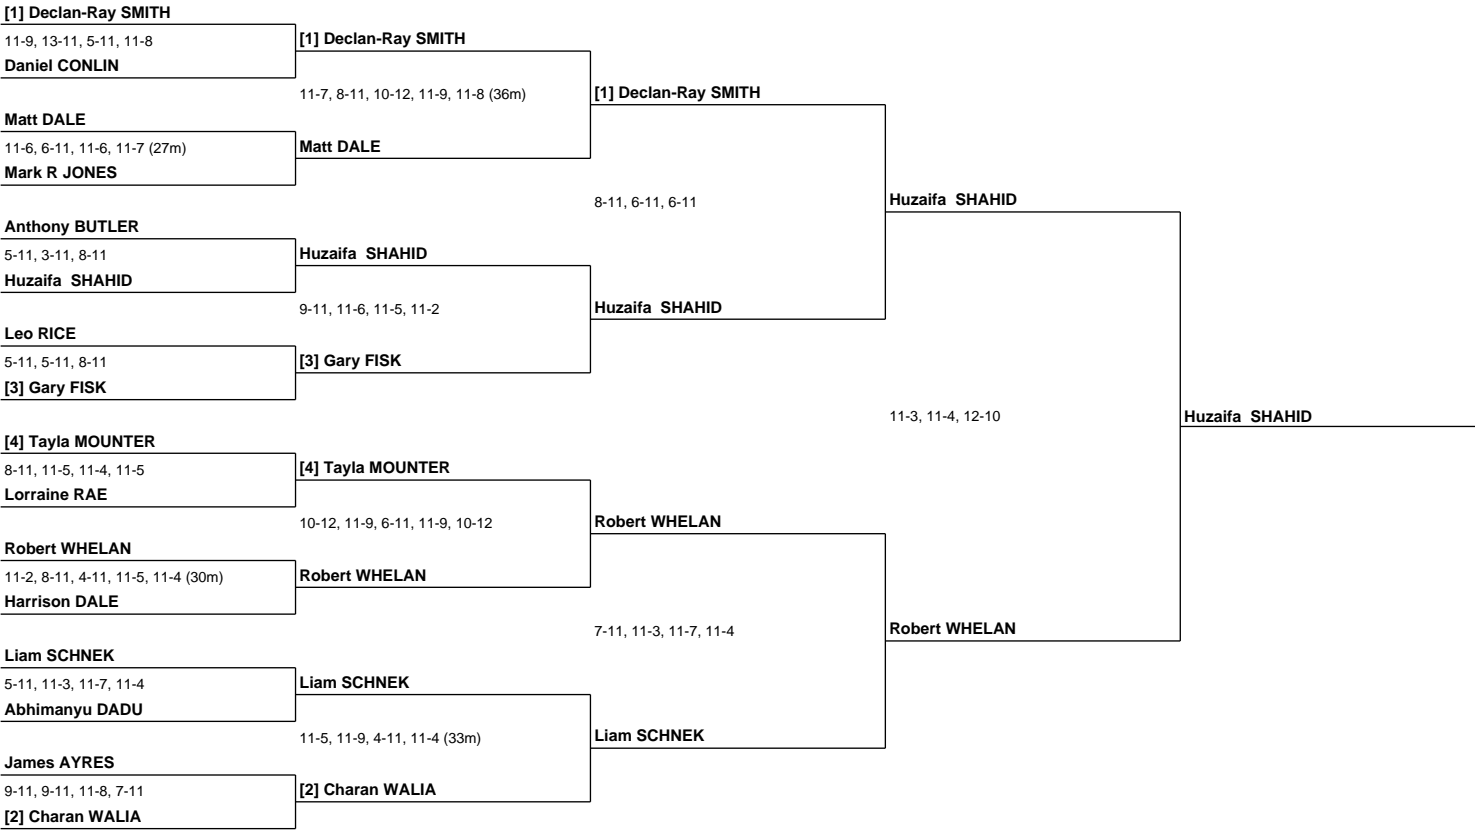 [1] Declan-Ray SMITH
11-9, 13-11, 5-11, 11-8
Daniel CONLIN
Matt DALE
11-6, 6-11, 11-6, 11-7 (27m)
Mark R JONES
Anthony BUTLER
5-11, 3-11, 8-11
Huzaifa  SHAHID
Leo RICE
5-11, 5-11, 8-11
[3] Gary FISK
[4] Tayla MOUNTER
8-11, 11-5, 11-4, 11-5
Lorraine RAE
Robert WHELAN
11-2, 8-11, 4-11, 11-5, 11-4 (30m)
Harrison DALE
Liam SCHNEK
5-11, 11-3, 11-7, 11-4
Abhimanyu DADU
James AYRES
9-11, 9-11, 11-8, 7-11
[2] Charan WALIA
[1] Declan-Ray SMITH
11-7, 8-11, 10-12, 11-9, 11-8 (36m)
Matt DALE
Huzaifa  SHAHID
9-11, 11-6, 11-5, 11-2
[3] Gary FISK
[4] Tayla MOUNTER
10-12, 11-9, 6-11, 11-9, 10-12
Robert WHELAN
Liam SCHNEK
11-5, 11-9, 4-11, 11-4 (33m)
[2] Charan WALIA
[1] Declan-Ray SMITH
8-11, 6-11, 6-11
Huzaifa  SHAHID
Robert WHELAN
7-11, 11-3, 11-7, 11-4
Liam SCHNEK
Huzaifa  SHAHID
11-3, 11-4, 12-10
Robert WHELAN
Huzaifa  SHAHID